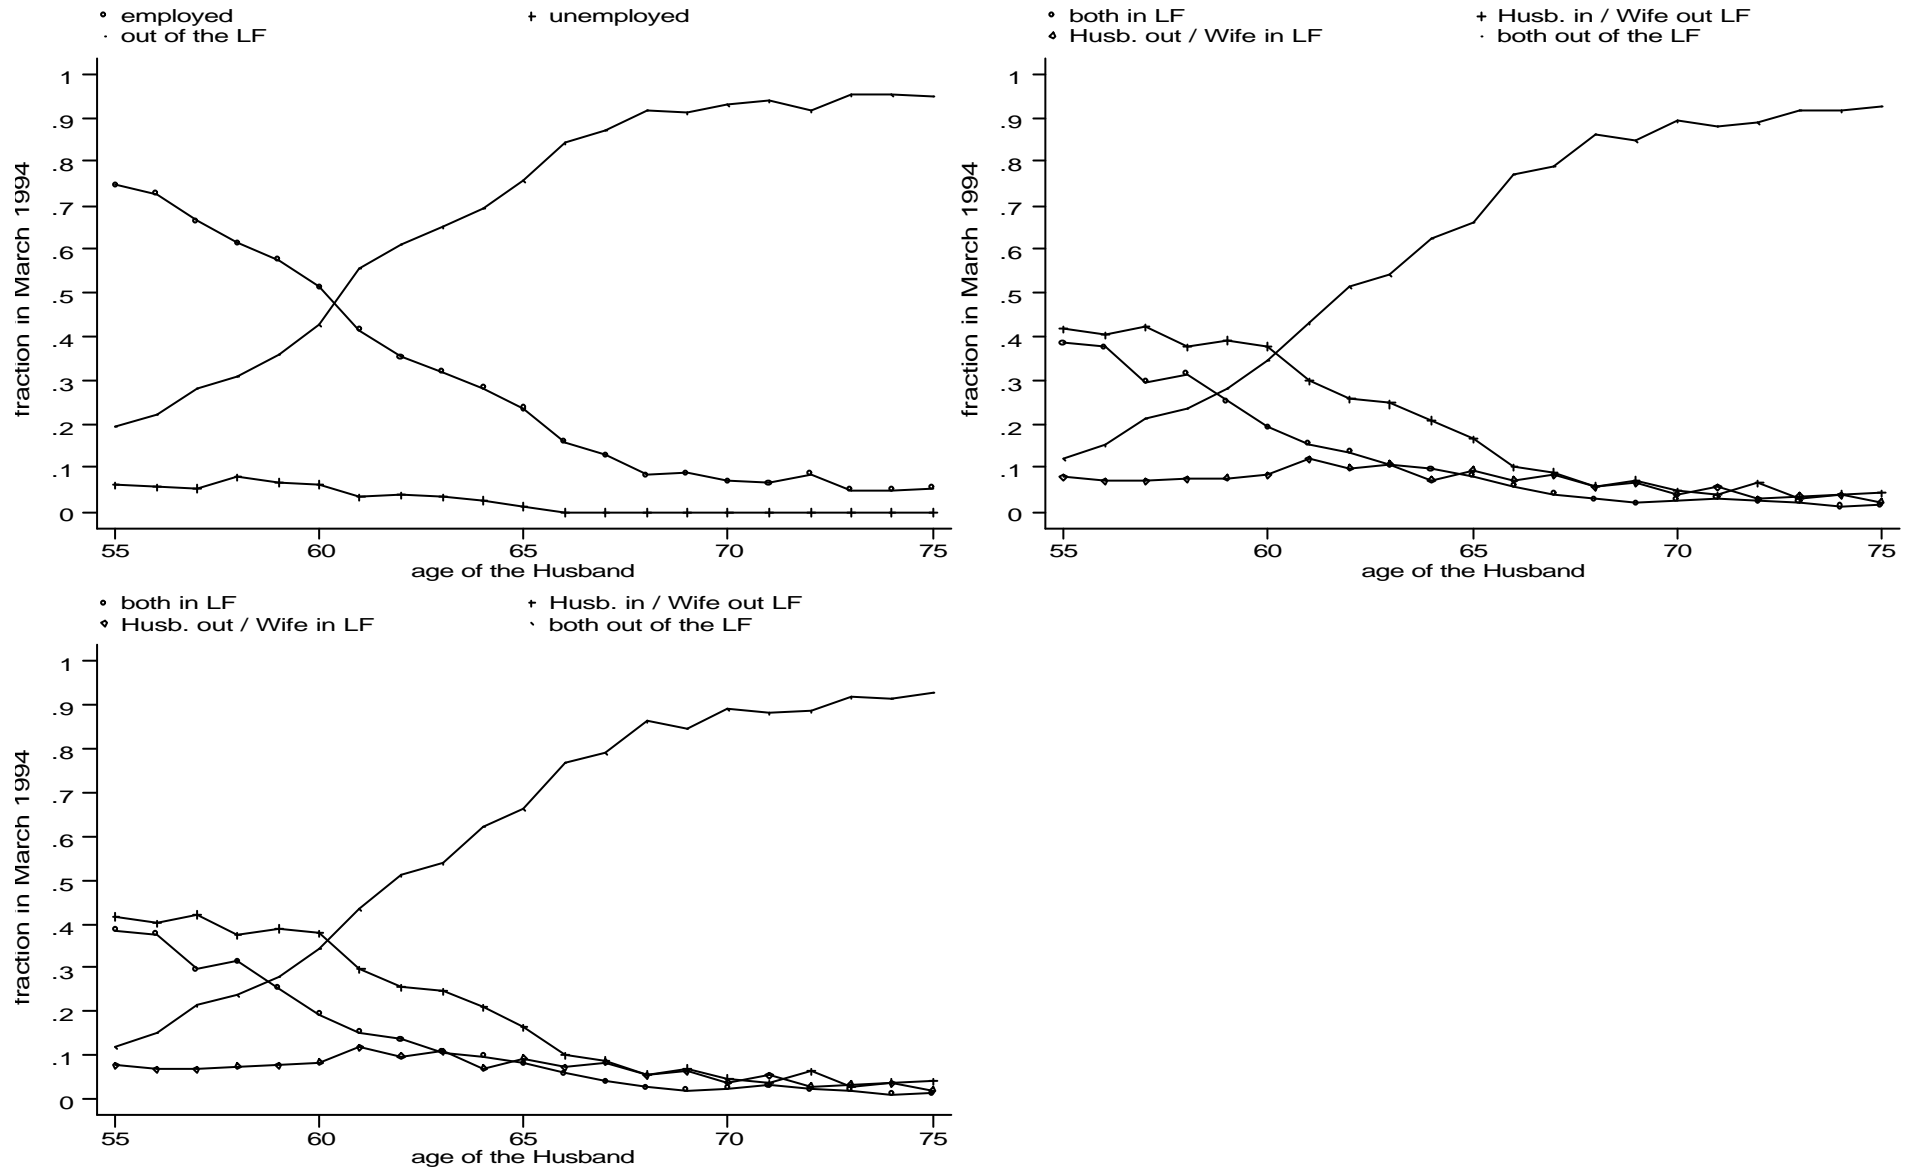 employed
unemployed
out of the LF
fraction in March 1994
1
.9
.8
.7
.6
.5
.4
.3
.2
.1
0
55 60 65 70 75
age of the Husband
both in LF
Husb. in / Wife out LF
Husb. out / Wife in LF
both out of the LF
fraction in March 1994
1
.9
.8
.7
.6
.5
.4
.3
.2
.1
0
55 60 65 70 75
age of the Husband
both in LF
Husb. in / Wife out LF
Husb. out / Wife in LF
both out of the LF
fraction in March 1994
1
.9
.8
.7
.6
.5
.4
.3
.2
.1
0
55 60 65 70 75
age of the Husband